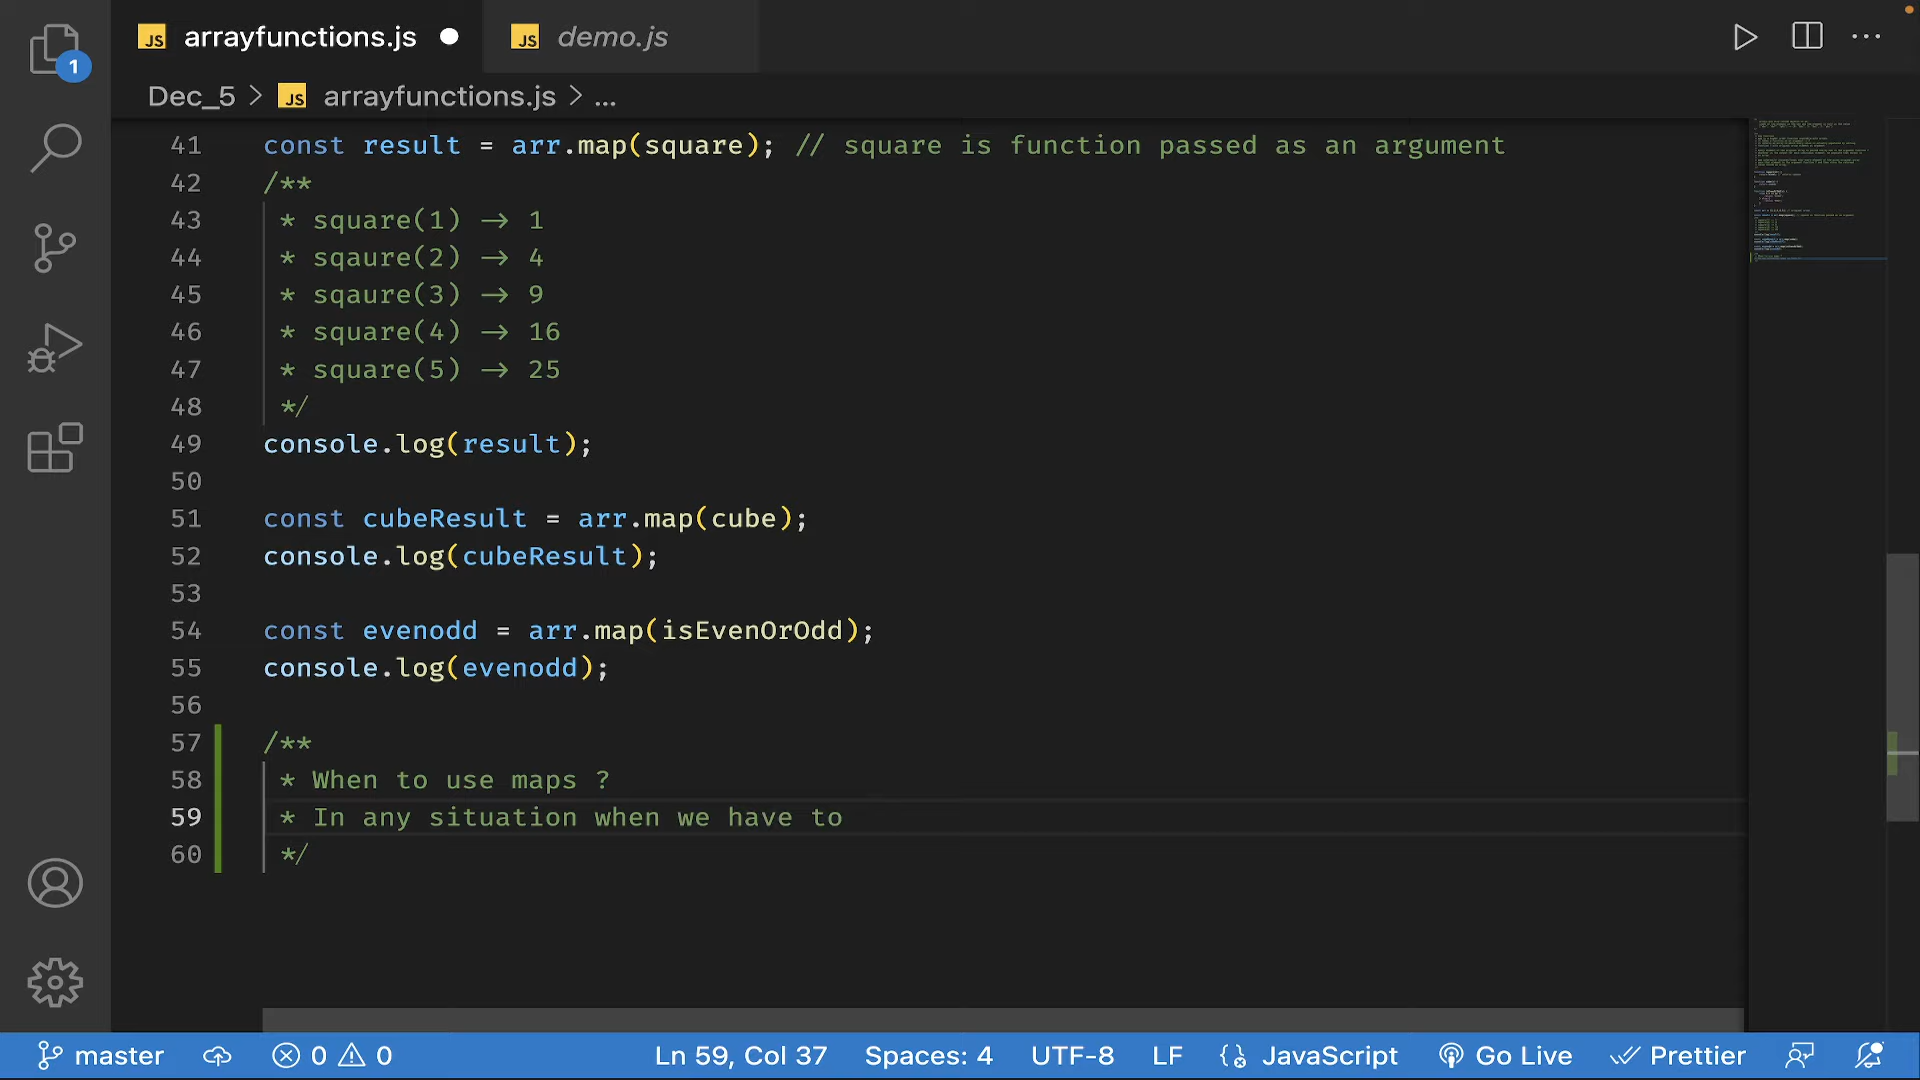 JS arrayfunctions.js
JS demo.js
1
Dec_5 > JS arrayfunctions.js > ...
41 const result = arr.map(square); // square is function passed as an argument
42 /**
43 * square(1) → 1
44 * sqaure(2) → 4
45 * sqaure(3) → 9
46 * square(4) → 16
47 * square(5) → 25
48 */
49 console.log(result);
50
51 const cubeResult = arr.map(cube);
52 console.log(cubeResult);
53
54 const evenodd = arr.map(isEvenOrOdd);
55 console.log(evenodd);
56
57 /**
58 * When to use maps ?
59 * In any situation when we have to
60 */
master 0 0 Ln 59, Col 37 Spaces: 4 UTF-8 LF JavaScript Go Live Prettier